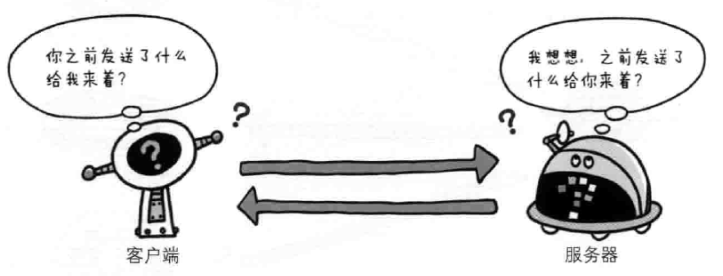 你之前发送了什么
给我来着？
我想想，之前发送了
什么给你来着？
?
?
?
?
客户端
服务器